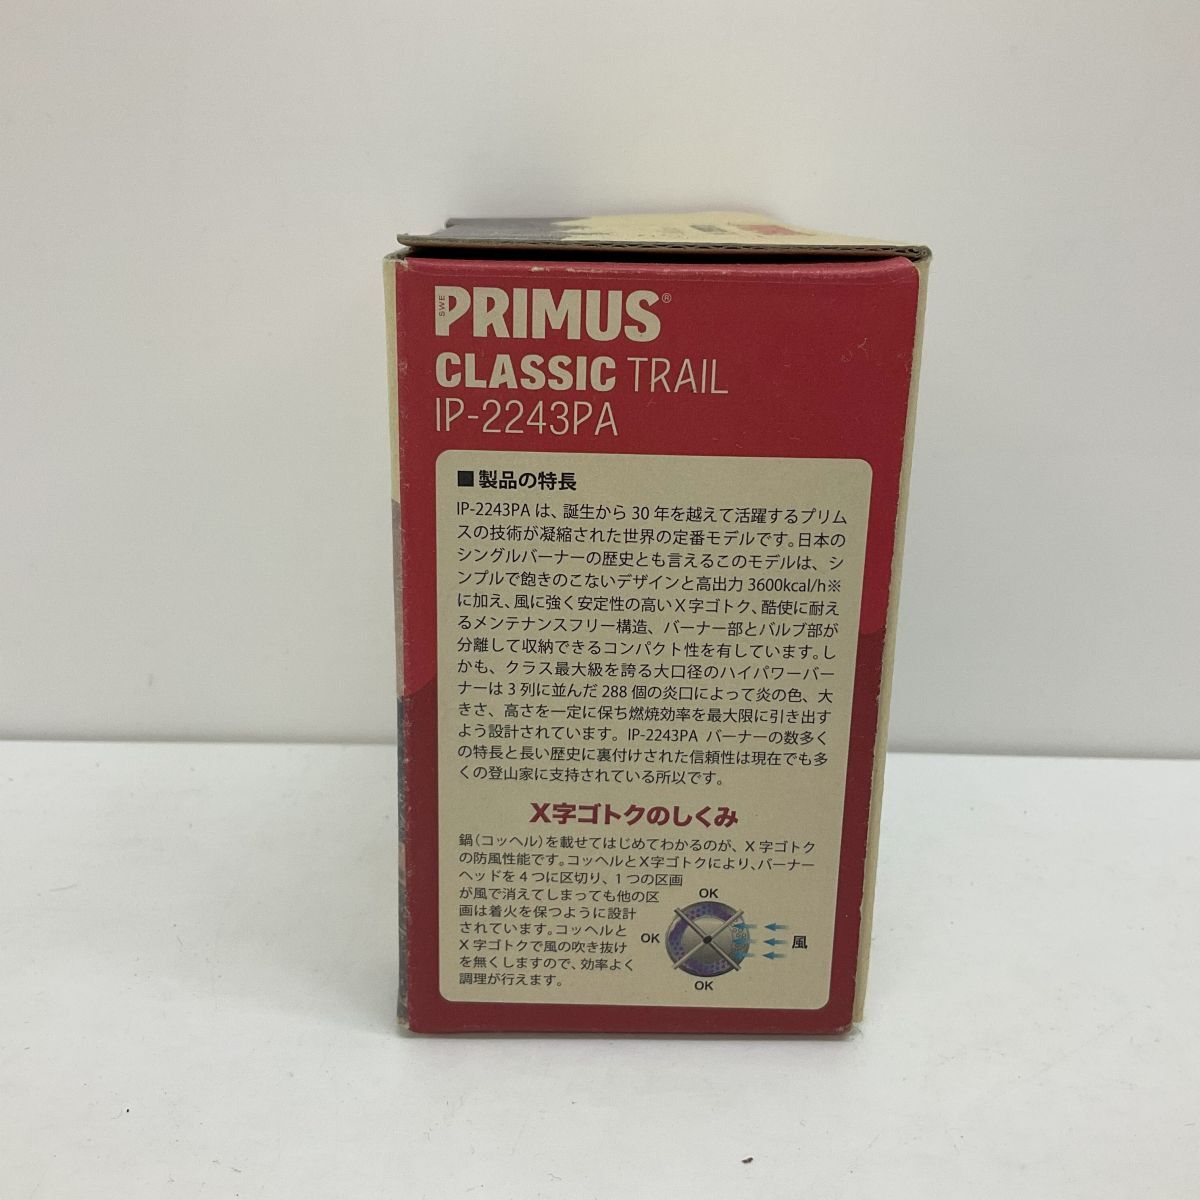 SWE
PRIMUS®
CLASSIC TRAIL
IP-2243PA
■ 製品の特長
IP-2243PA は、誕生から 30 年を越えて活躍するプリム
スの技術が凝縮された世界の定番モデルです。日本の
シングルバーナーの歴史とも言えるこのモデルは、シ
ンプルで飽きのこないデザインと高出力 3600kcal/h※
に加え、風に強く安定性の高いX字ゴトク、酷使に耐え
るメンテナンスフリー構造、バーナー部とバルブ部が
分離して収納できるコンパクト性を有しています。し
かも、クラス最大級を誇る大口径のハイパワーバー
ナーは 3 列に並んだ 288 個の炎口によって炎の色、大
きさ、高さを一定に保ち燃焼効率を最大限に引き出す
よう設計されています。IP-2243PA バーナーの数多く
の特長と長い歴史に裏付けされた信頼性は現在でも多
くの登山家に支持されている所以です。
X字ゴトクのしくみ
鍋（コッヘル）を載せてはじめてわかるのが、X 字ゴトク
の防風性能です。コッヘルとX字ゴトクにより、バーナー
ヘッドを 4 つに区切り、1 つの区画
が風で消えてしまっても他の区
画は着火を保つように設計
されています。コッヘルと
X 字ゴトクで風の吹き抜け
を無くしますので、効率よく
調理が行えます。
OK
OK
風
OK